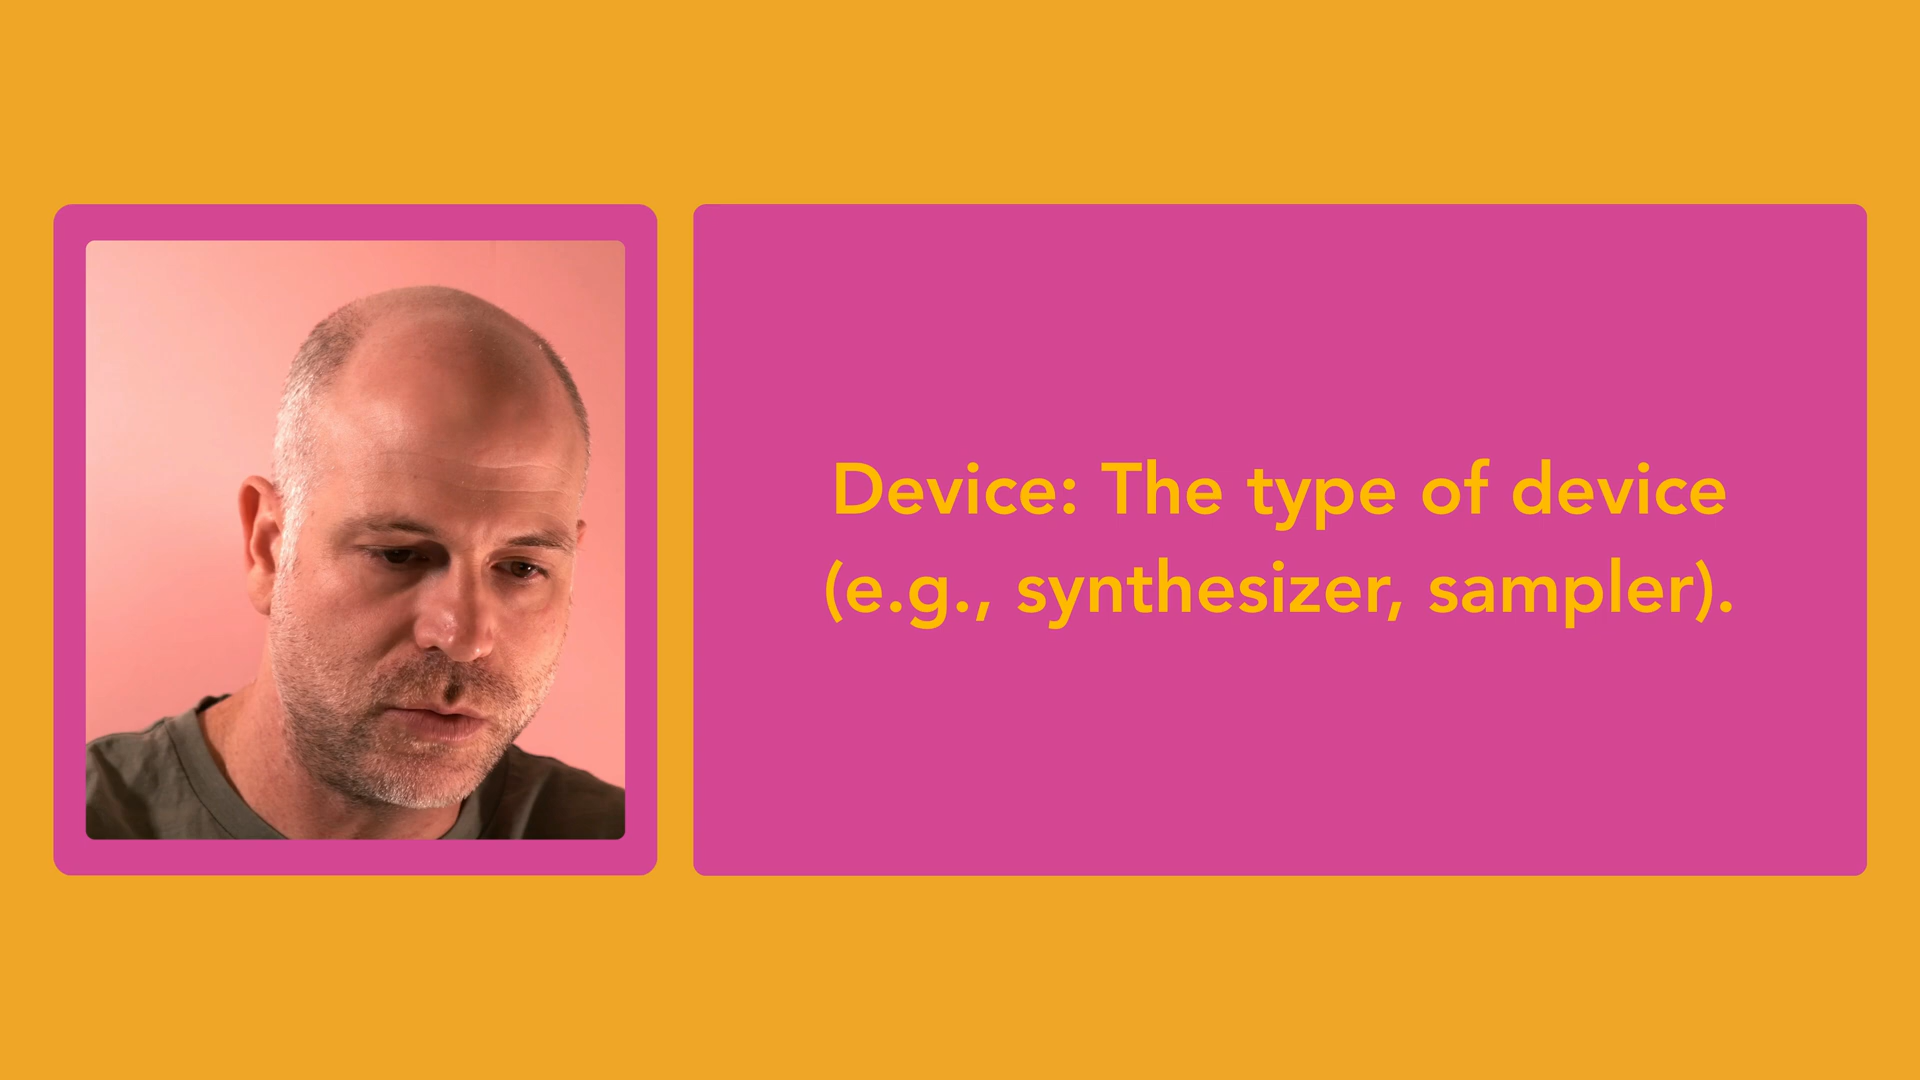 Device: The type of device
(e.g., synthesizer, sampler).